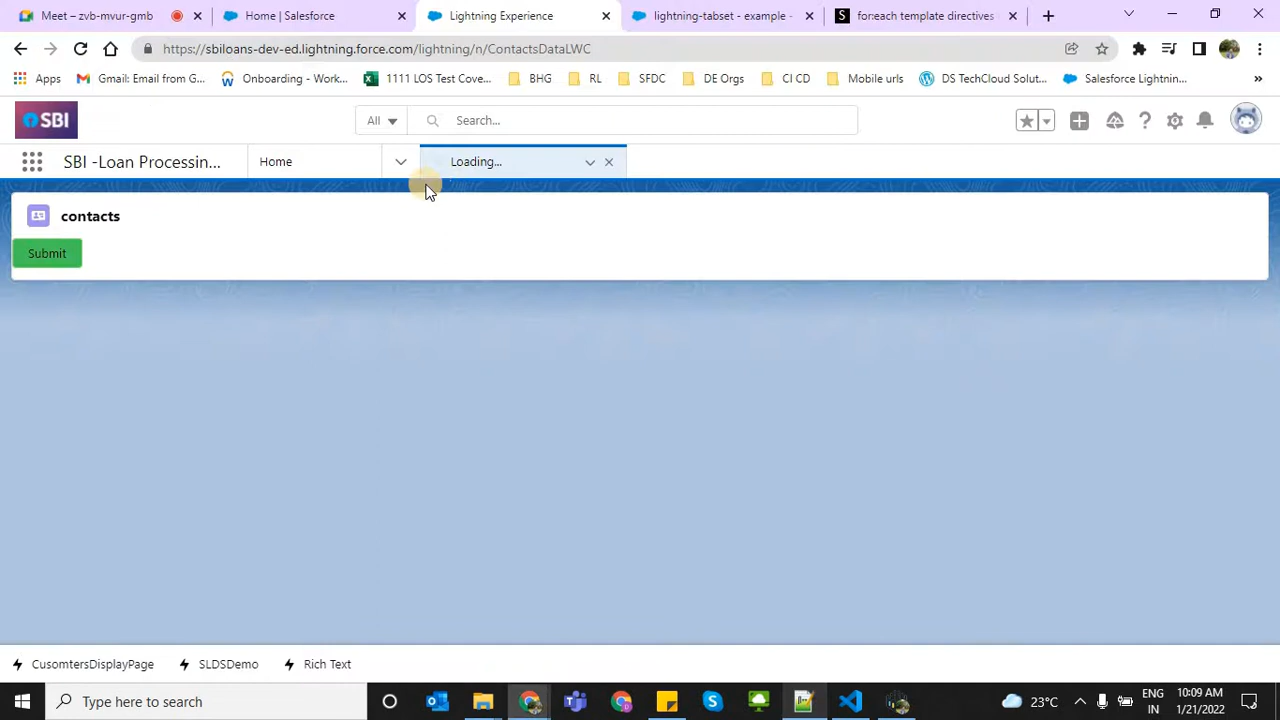 Meet – zvb-mvur-gmb
Home | Salesforce
Lightning Experience
lightning-tabset - example -
foreach template directives
https://sbiloans-dev-ed.lightning.force.com/lightning/n/ContactsDataLWC
Apps
Gmail: Email from G...
Onboarding - Work...
1111 LOS Test Cove...
BHG
RL
SFDC
DE Orgs
CI CD
Mobile urls
DS TechCloud Solut...
Salesforce Lightnin...
»
SBI
All
Search...
SBI -Loan Processin...
Home
Loading...
contacts
Submit
CusomtersDisplayPage
SLDSDemo
Rich Text
Type here to search
23°C
ENG
IN
10:09 AM
1/21/2022